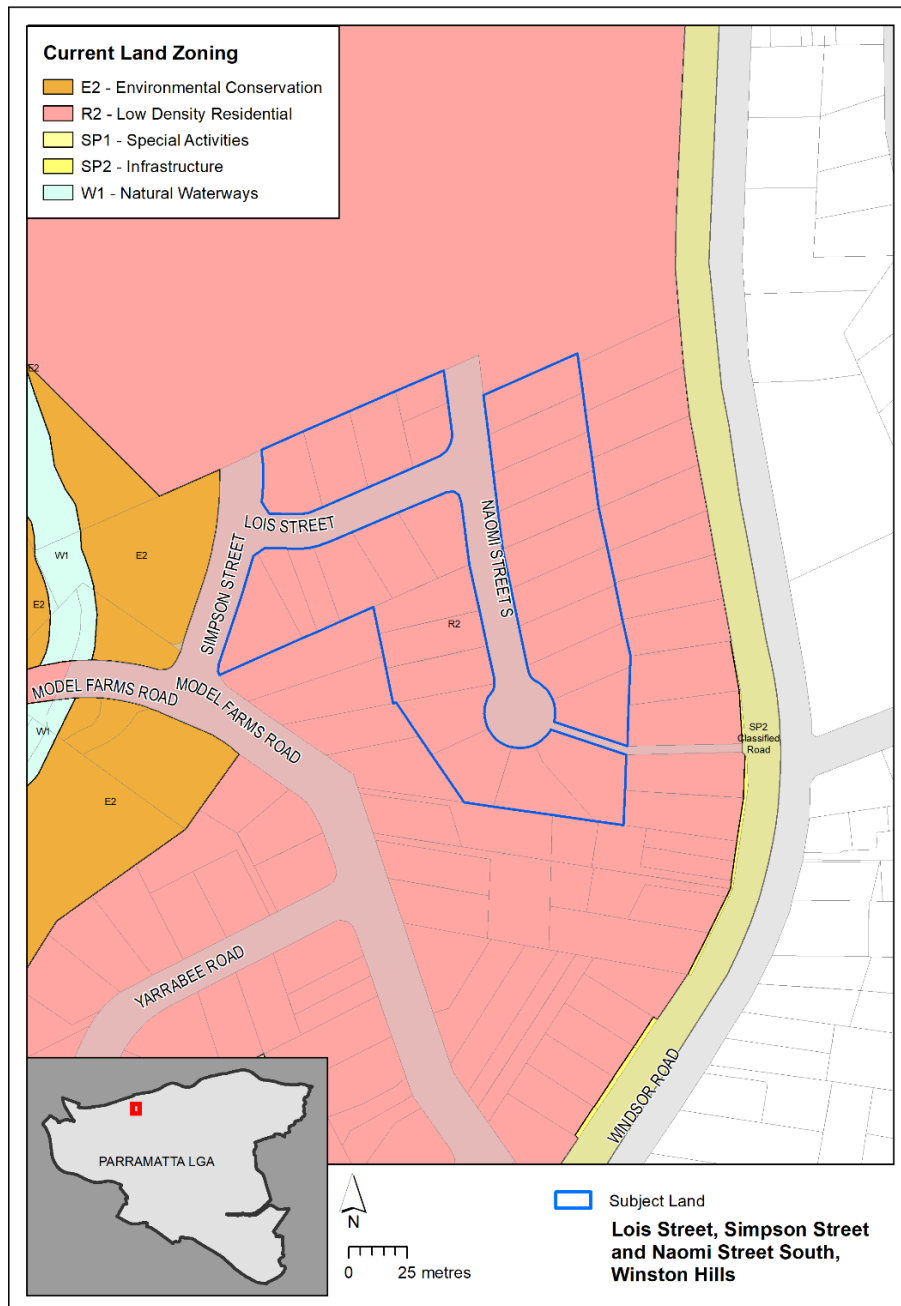 Current Land Zoning
E2 - Environmental Conservation
R2 - Low Density Residential
SP1 - Special Activities
SP2 - Infrastructure
W1 - Natural Waterways
E2
W1
E2
E2
LOIS STREET
SIMPSON STREET
NAOMI STREET S
R2
MODEL FARMS ROAD
MODEL FARMS ROAD
W1
E2
SP2
Classified
Road
YARRABEE ROAD
WINDSOR ROAD
PARRAMATTA LGA
N
0 25 metres
Subject Land
Lois Street, Simpson Street
and Naomi Street South,
Winston Hills